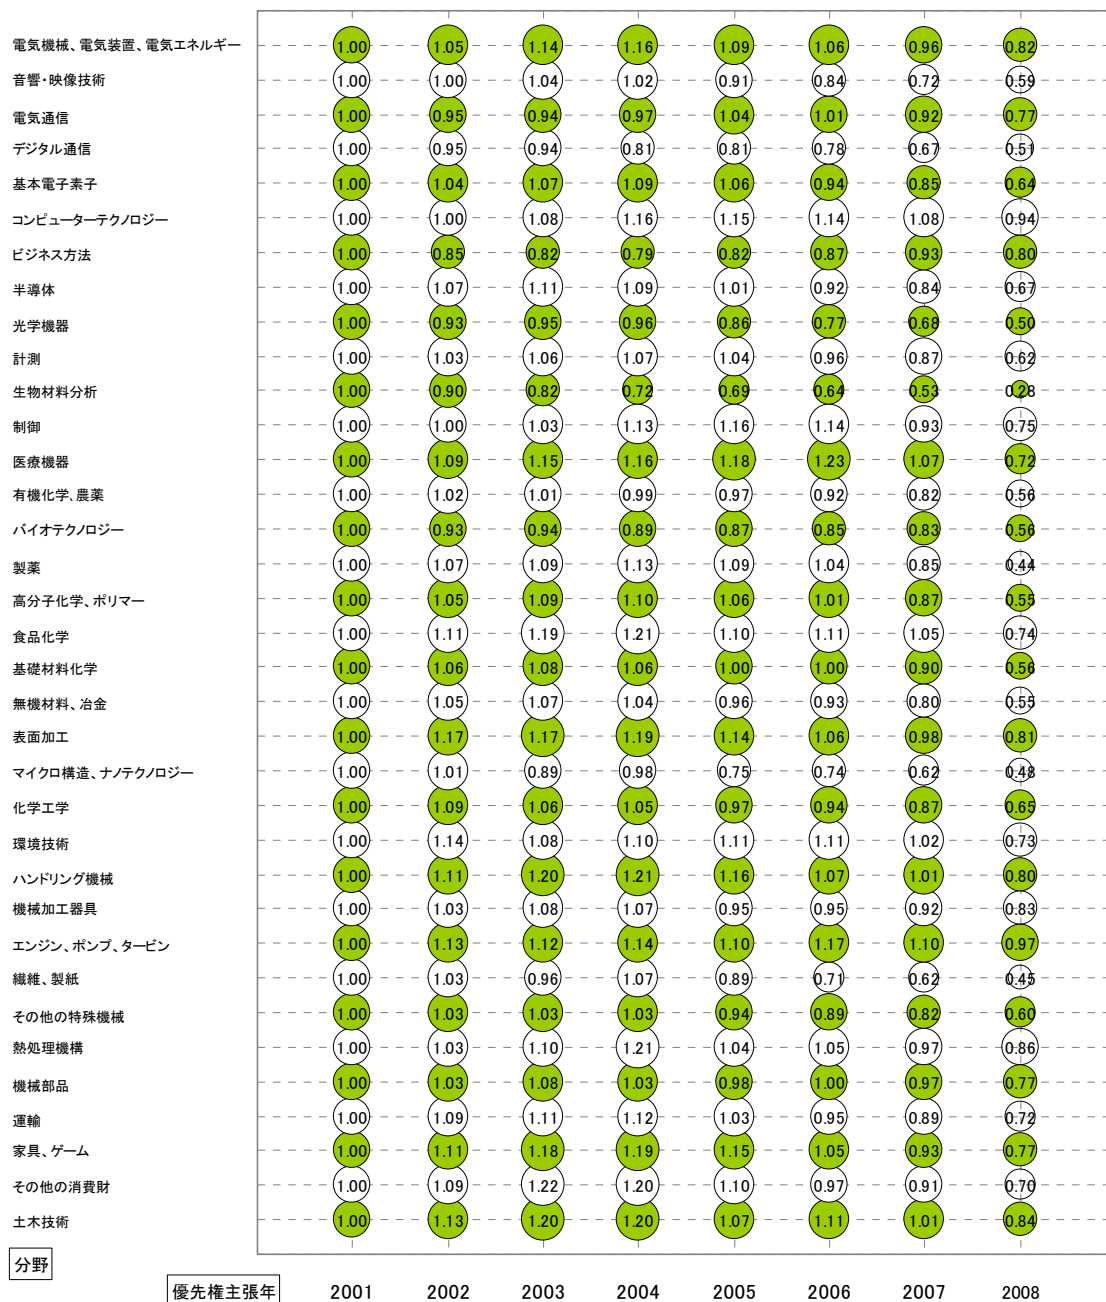 電気機械、電気装置、電気エネルギー 1.00 1.05 1.14 1.16 1.09 1.06 0.96 0.82
音響・映像技術 1.00 1.00 1.04 1.02 0.91 0.84 0.72 0.59
電気通信 1.00 0.95 0.94 0.97 1.04 1.01 0.92 0.77
デジタル通信 1.00 0.95 0.94 0.81 0.81 0.78 0.67 0.51
基本電子素子 1.00 1.04 1.07 1.09 1.06 0.94 0.85 0.64
コンピューターテクノロジー 1.00 1.00 1.08 1.16 1.15 1.14 1.08 0.94
ビジネス方法 1.00 0.85 0.82 0.79 0.82 0.87 0.93 0.80
半導体 1.00 1.07 1.11 1.09 1.01 0.92 0.84 0.67
光学機器 1.00 0.93 0.95 0.96 0.86 0.77 0.68 0.50
計測 1.00 1.03 1.06 1.07 1.04 0.96 0.87 0.62
生物材料分析 1.00 0.90 0.82 0.72 0.69 0.64 0.53 0.28
制御 1.00 1.00 1.03 1.13 1.16 1.14 0.93 0.75
医療機器 1.00 1.09 1.15 1.16 1.18 1.23 1.07 0.72
有機化学、農薬 1.00 1.02 1.01 0.99 0.97 0.92 0.82 0.56
バイオテクノロジー 1.00 0.93 0.94 0.89 0.87 0.85 0.83 0.56
製薬 1.00 1.07 1.09 1.13 1.09 1.04 0.85 0.44
高分子化学、ポリマー 1.00 1.05 1.09 1.10 1.06 1.01 0.87 0.55
食品化学 1.00 1.11 1.19 1.21 1.10 1.11 1.05 0.74
基礎材料化学 1.00 1.06 1.08 1.06 1.00 1.00 0.90 0.56
無機材料、冶金 1.00 1.05 1.07 1.04 0.96 0.93 0.80 0.55
表面加工 1.00 1.17 1.17 1.19 1.14 1.06 0.98 0.81
マイクロ構造、ナノテクノロジー 1.00 1.01 0.89 0.98 0.75 0.74 0.62 0.48
化学工学 1.00 1.09 1.06 1.05 0.97 0.94 0.87 0.65
環境技術 1.00 1.14 1.08 1.10 1.11 1.11 1.02 0.73
ハンドリング機械 1.00 1.11 1.20 1.21 1.16 1.07 1.01 0.80
機械加工器具 1.00 1.03 1.08 1.07 0.95 0.95 0.92 0.83
エンジン、ポンプ、タービン 1.00 1.13 1.12 1.14 1.10 1.17 1.10 0.97
繊維、製紙 1.00 1.03 0.96 1.07 0.89 0.71 0.62 0.45
その他の特殊機械 1.00 1.03 1.03 1.03 0.94 0.89 0.82 0.60
熱処理機構 1.00 1.03 1.10 1.21 1.04 1.05 0.97 0.86
機械部品 1.00 1.03 1.08 1.03 0.98 1.00 0.97 0.77
運輸 1.00 1.09 1.11 1.12 1.03 0.95 0.89 0.72
家具、ゲーム 1.00 1.11 1.18 1.19 1.15 1.05 0.93 0.77
その他の消費財 1.00 1.09 1.22 1.20 1.10 0.97 0.91 0.70
土木技術 1.00 1.13 1.20 1.20 1.07 1.11 1.01 0.84
分野
優先権主張年 2001 2002 2003 2004 2005 2006 2007 2008